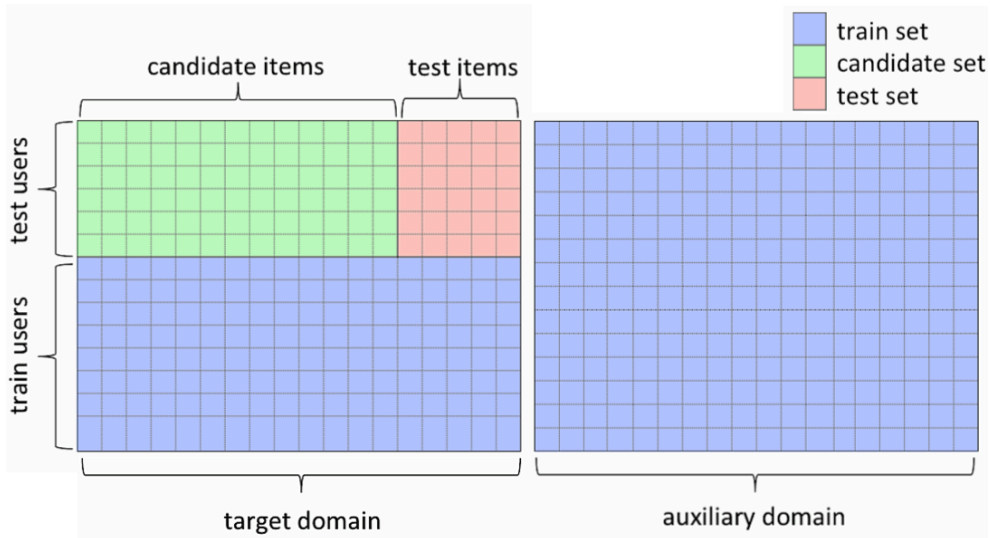 train set
candidate set
test set
candidate items
test items
test users
train users
target domain
auxiliary domain